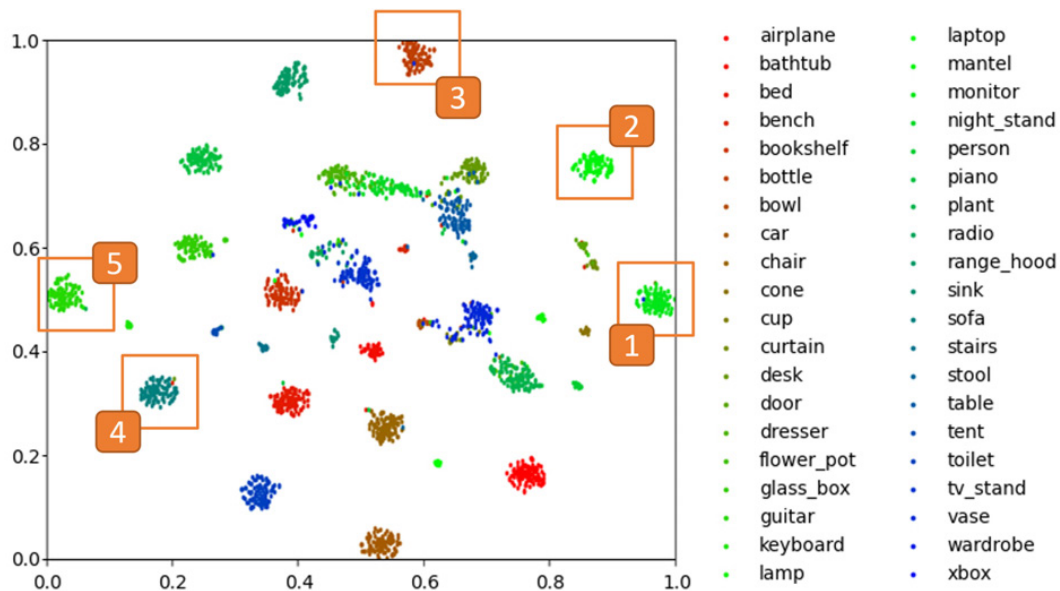 1.0
0.8
0.6
0.4
0.2
0.0
0.0 0.2 0.4 0.6 0.8 1.0
3
2
5
1
4
airplane
bathtub
bed
bench
bookshelf
bottle
bowl
car
chair
cone
cup
curtain
desk
door
dresser
flower_pot
glass_box
guitar
keyboard
lamp
laptop
mantel
monitor
night_stand
person
piano
plant
radio
range_hood
sink
sofa
stairs
stool
table
tent
toilet
tv_stand
vase
wardrobe
xbox